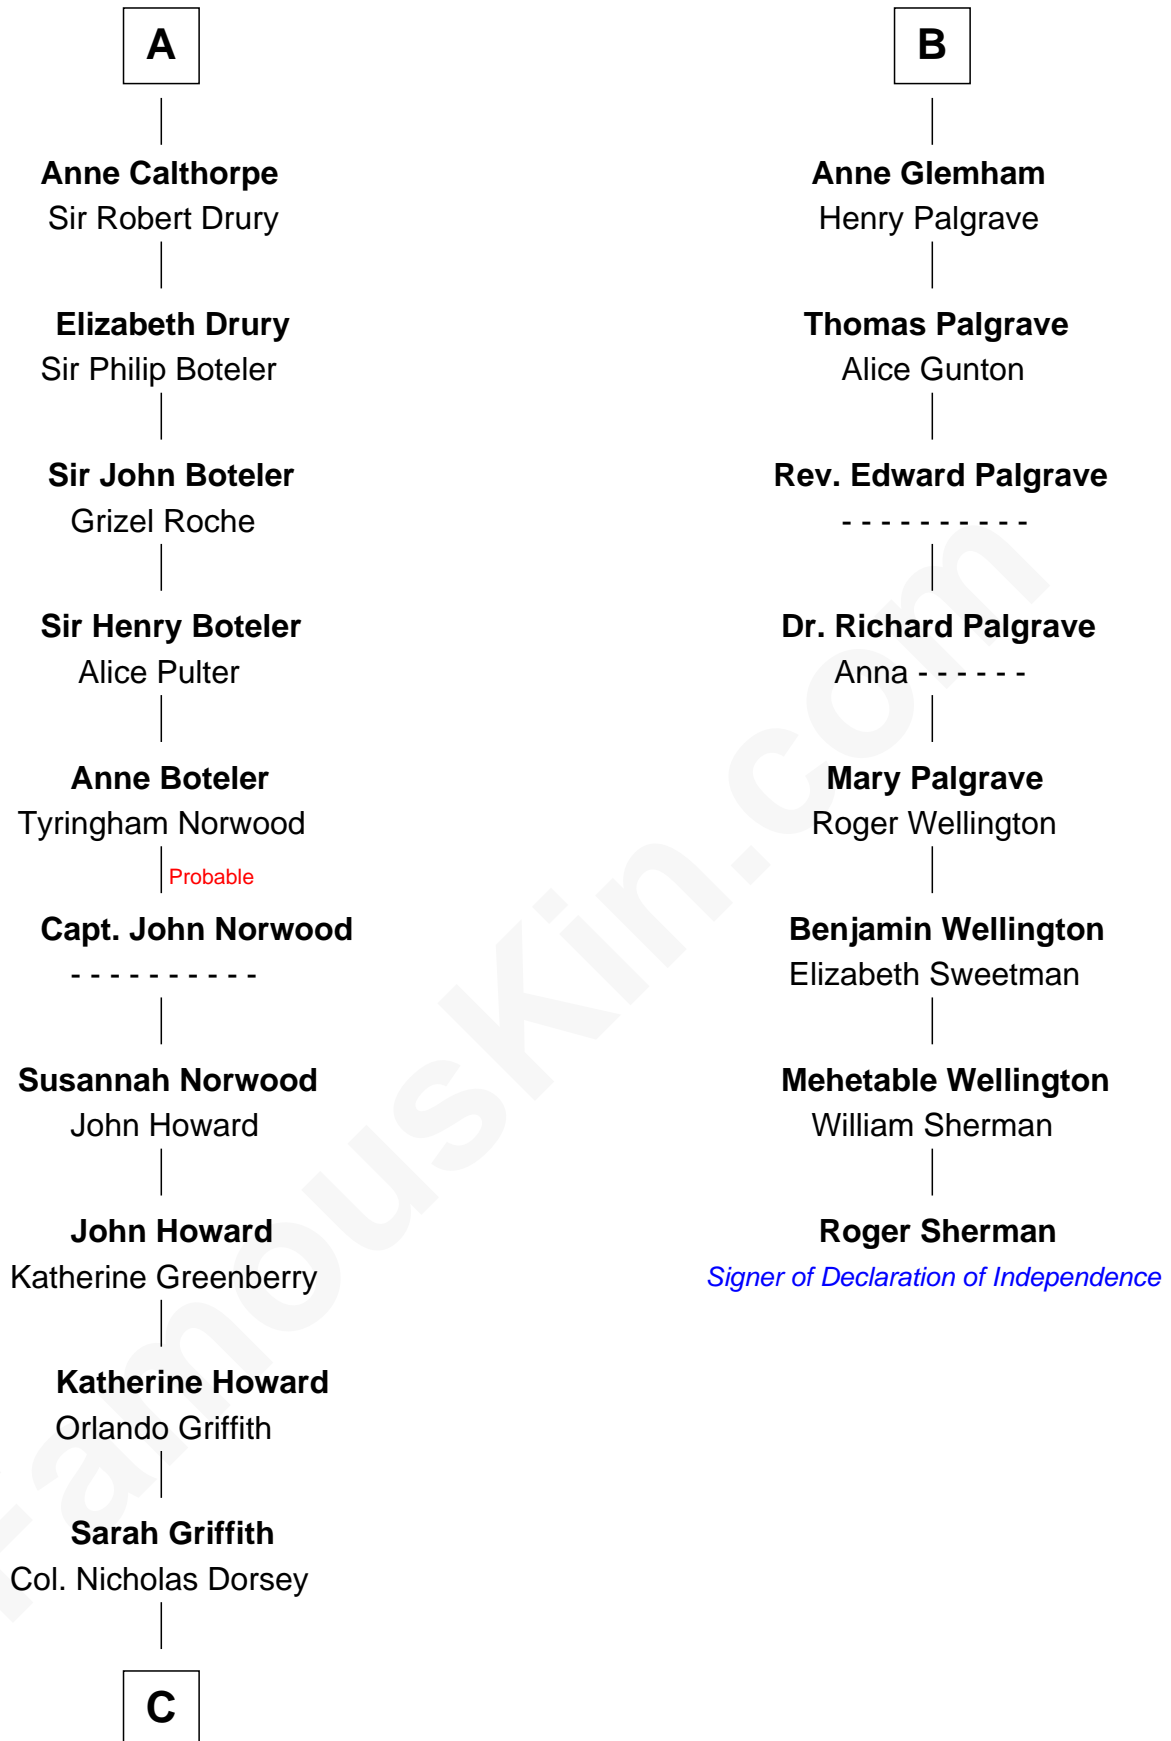 A
Anne Calthorpe
Sir Robert Drury
Elizabeth Drury
Sir Philip Boteler
Sir John Boteler
Grizel Roche
Sir Henry Boteler
Alice Pulter
Anne Boteler
Tyringham Norwood
Probable
Capt. John Norwood
- - - - - - - - - -
Susannah Norwood
John Howard
John Howard
Katherine Greenberry
Katherine Howard
Orlando Griffith
Sarah Griffith
Col. Nicholas Dorsey
C
B
Anne Glemham
Henry Palgrave
Thomas Palgrave
Alice Gunton
Rev. Edward Palgrave
- - - - - - - - - -
Dr. Richard Palgrave
Anna - - - - - -
Mary Palgrave
Roger Wellington
Benjamin Wellington
Elizabeth Sweetman
Mehetable Wellington
William Sherman
Roger Sherman
Signer of Declaration of Independence
FamousKin.com